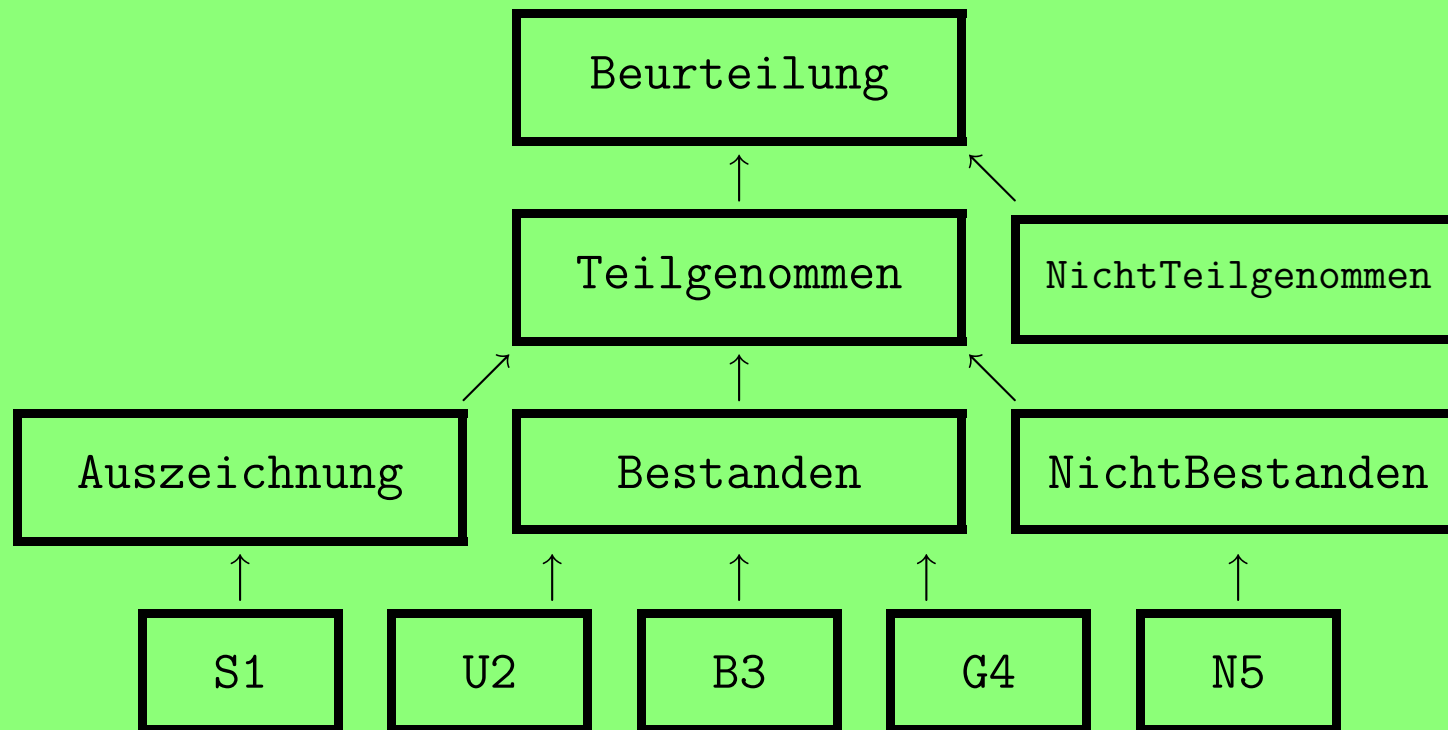 Beurteilung
Teilgenommen
NichtTeilgenommen
Auszeichnung
Bestanden
NichtBestanden
S1
U2
B3
G4
N5